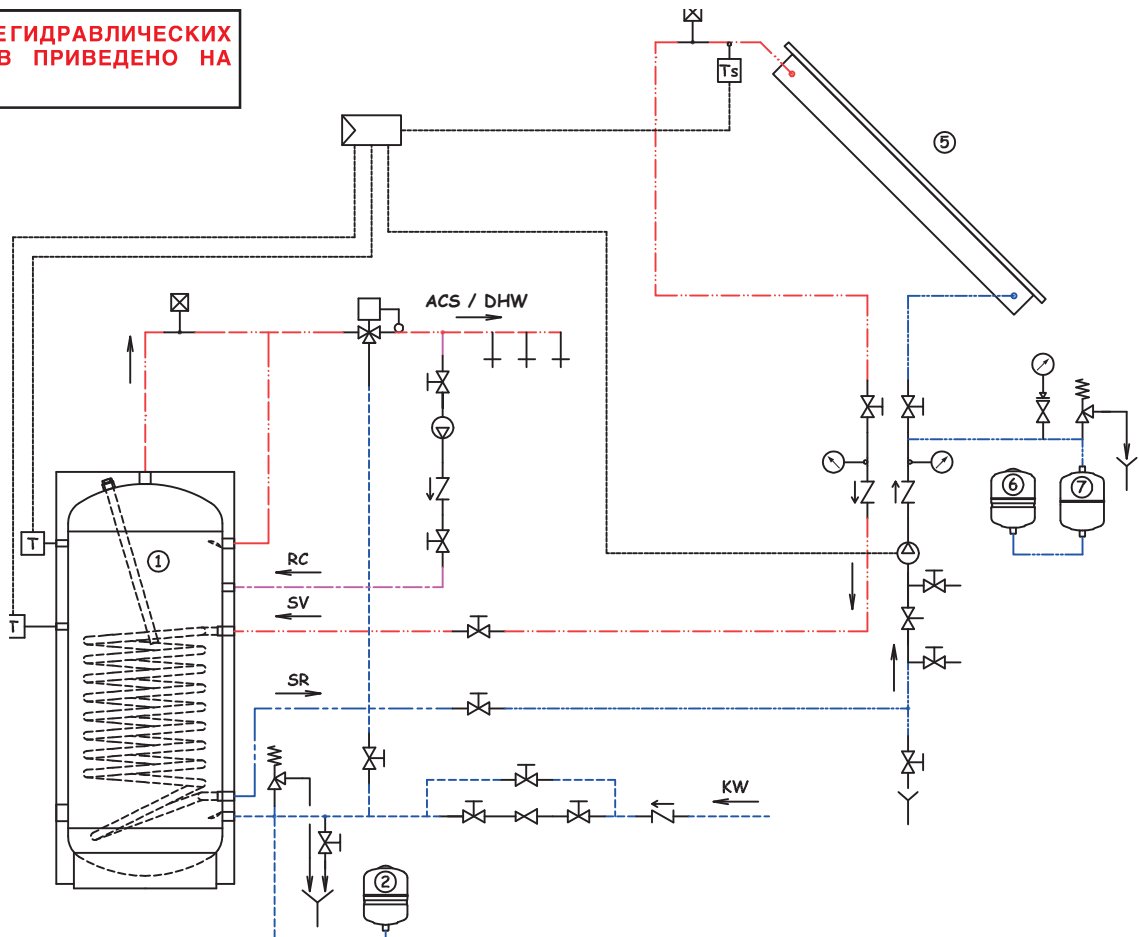 ЕГИДРАВЛИЧЕСКИХ
В ПРИВЕДЕНО НА
Ts
5
ACS / DHW
6
7
T
1
RC
SV
T
SR
KW
2